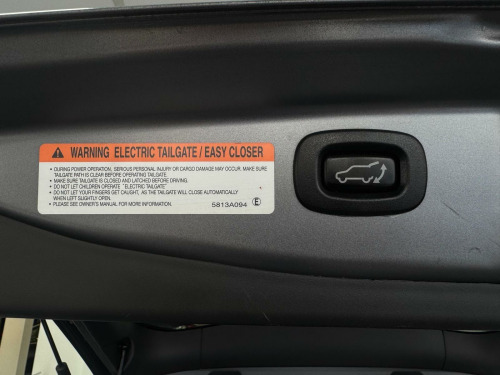 WARNING ELECTRIC TAILGATE / EASY CLOSER
• DURING POWER OPERATION, SERIOUS PERSONAL INJURY OR CARGO DAMAGE MAY OCCUR. MAKE SURE
TAILGATE PATH IS CLEAR BEFORE OPERATING TAILGATE.
• MAKE SURE TAILGATE IS CLOSED AND LATCHED BEFORE DRIVING.
• DO NOT LET CHILDREN OPERATE "ELECTRIC TAILGATE"
• DO NOT LET YOUR FINGERS GET CAUGHT, AS THE TAILGATE WILL CLOSE AUTOMATICALLY
WHEN LEFT SLIGHTLY OPEN.
• PLEASE SEE OWNER'S MANUAL FOR MORE INFORMATION. 5813A094 Ⓔ